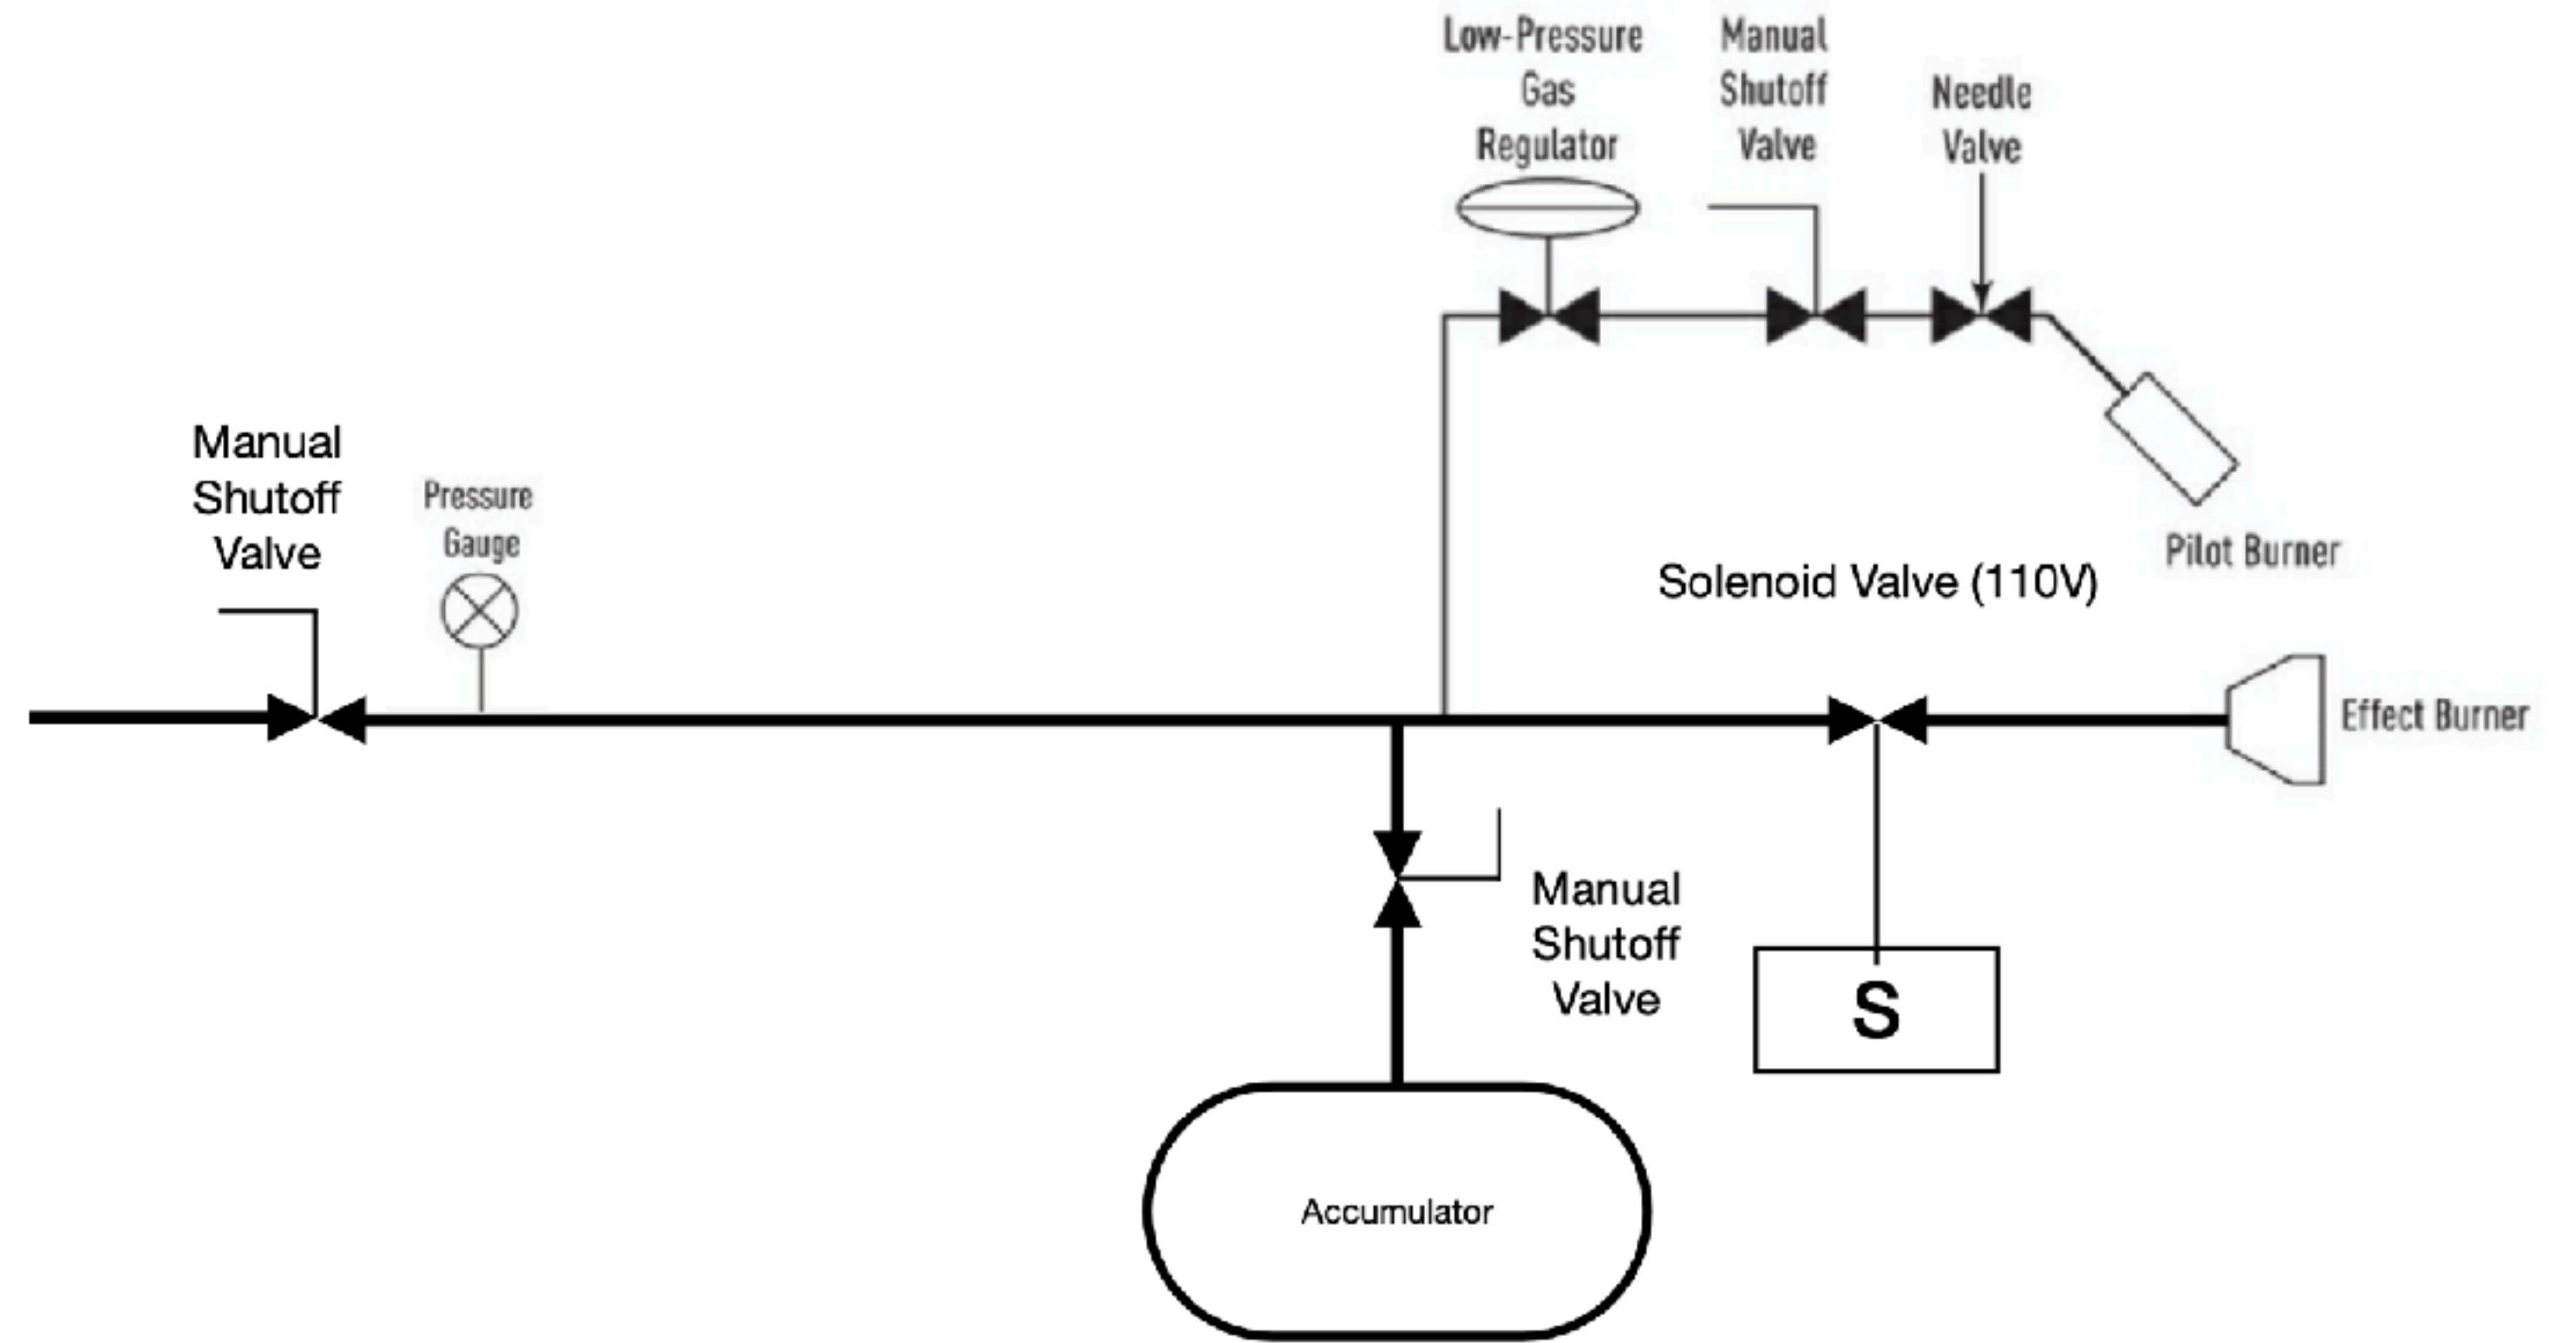 Low-Pressure
Gas
Regulator
Manual
Shutoff
Valve
Needle
Valve
Manual
Shutoff
Valve
Pressure
Gauge
Pilot Burner
Solenoid Valve (110V)
Effect Burner
Manual
Shutoff
Valve
S
Accumulator